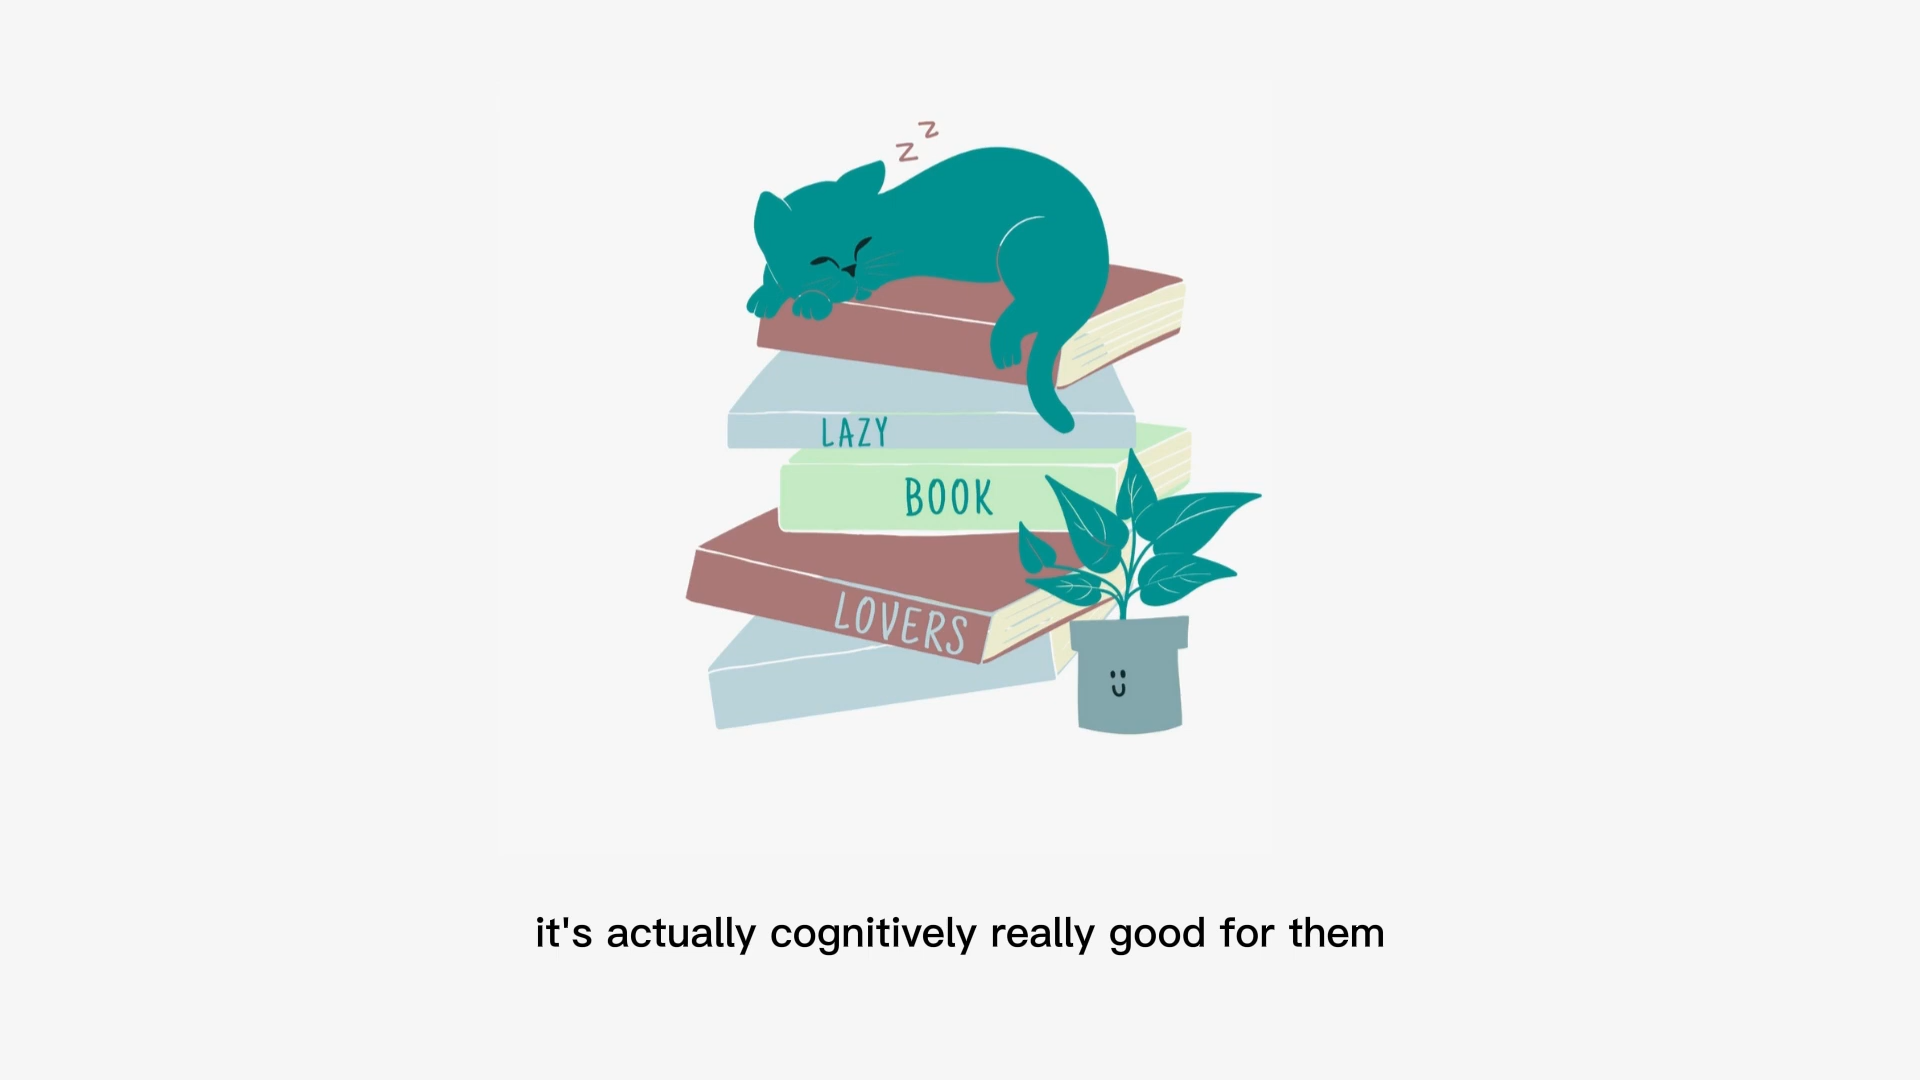 z
z
LAZY
BOOK
LOVERS
it's actually cognitively really good for them